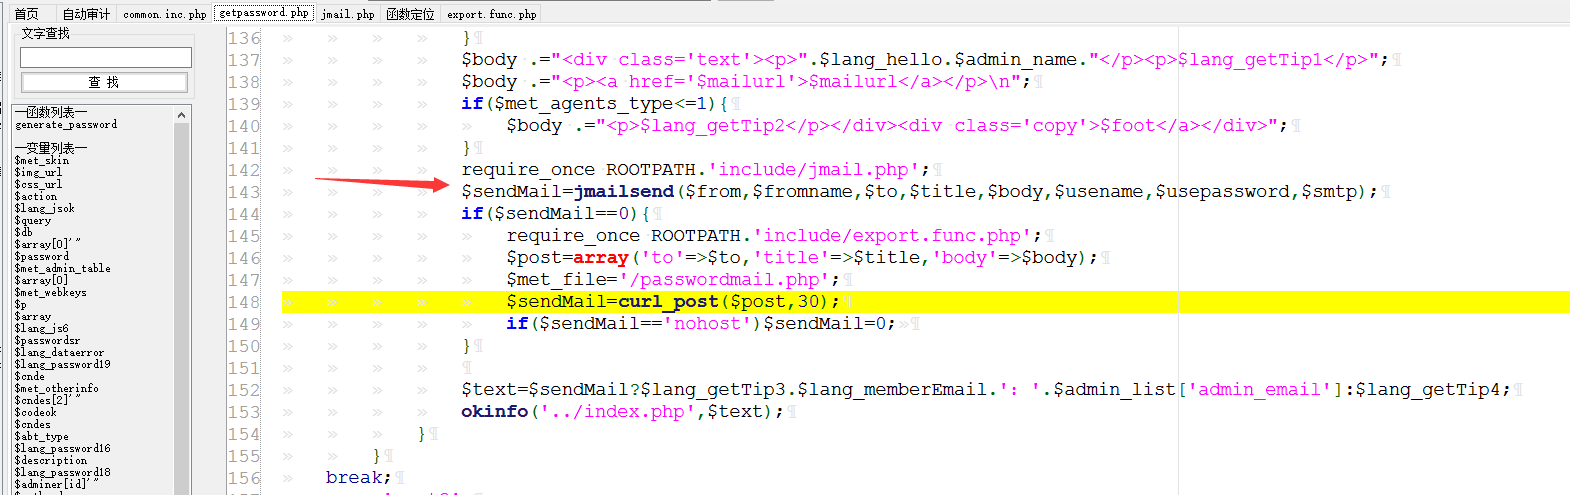 首页 自动审计 common.inc.php getpassword.php jmail.php 函数定位 export.func.php
文字查找
查 找
一函数列表一
generate_password
一变量列表一
$met_skin
$img_url
$css_url
$action
$lang_jsok
$query
$db
$array[0]'"
$password
$met_admin_table
$array[0]
$met_webkeys
$p
$array
$lang_js6
$passwordsr
$lang_dataerror
$lang_password19
$cnde
$met_otherinfo
$cndes[2]'"
$codeok
$cndes
$abt_type
$lang_password16
$description
$lang_password18
$adminer[id]'"
136 }
137 $body .="<div class='text'><p>".$lang_hello.$admin_name."</p><p>$lang_getTip1</p>";
138 $body .="<p><a href='$mailurl'>$mailurl</a></p>\n";
139 if($met_agents_type<=1){
140 $body .="<p>$lang_getTip2</p></div><div class='copy'>$foot</a></div>";
141 }
142 require_once ROOTPATH.'include/jmail.php';
143 $sendMail=jmailsend($from,$fromname,$to,$title,$body,$usename,$usepassword,$smtp);
144 if($sendMail==0){
145 require_once ROOTPATH.'include/export.func.php';
146 $post=array('to'=>$to,'title'=>$title,'body'=>$body);
147 $met_file='/passwordmail.php';
148 $sendMail=curl_post($post,30);
149 if($sendMail=='nohost')$sendMail=0;
150 }
151
152 $text=$sendMail?$lang_getTip3.$lang_memberEmail.'：'.$admin_list['admin_email']:$lang_getTip4;
153 okinfo('../index.php',$text);
154 }
155 }
156 break;